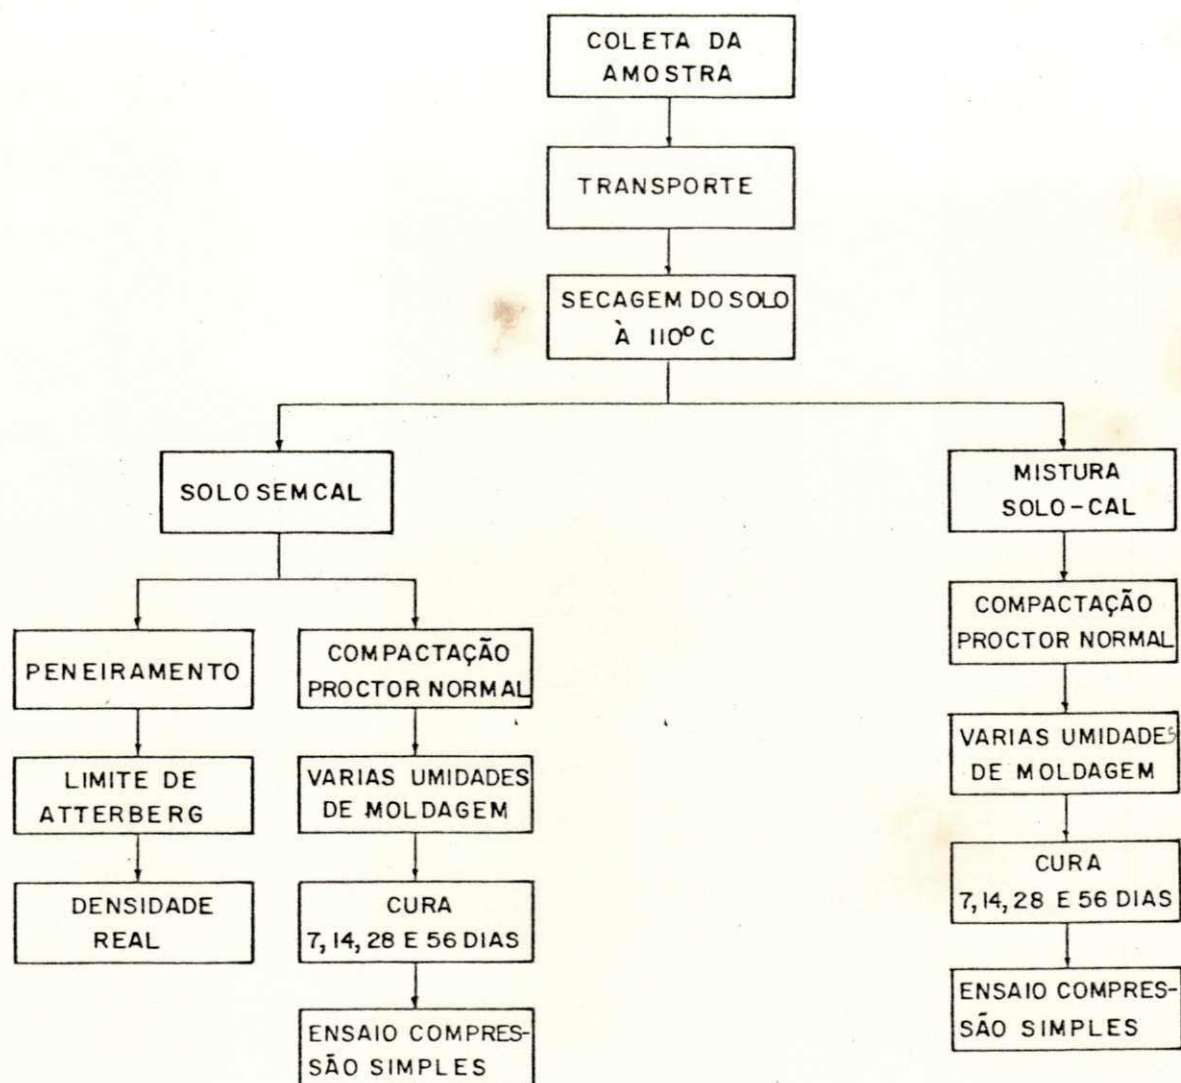 COLETA DA
AMOSTRA
TRANSPORTE
SECAGEM DO SOLO
À 110º C
SOLO SEM CAL
MISTURA
SOLO-CAL
PENEIRAMENTO
LIMITE DE
ATTERBERG
DENSIDADE
REAL
COMPACTAÇÃO
PROCTOR NORMAL
VARIAS UMIDADES
DE MOLDAGEM
CURA
7, 14, 28 E 56 DIAS
ENSAIO COMPRES-
SÃO SIMPLES
COMPACTAÇÃO
PROCTOR NORMAL
VARIAS UMIDADES
DE MOLDAGEM
CURA
7, 14, 28 E 56 DIAS
ENSAIO COMPRES-
SÃO SIMPLES